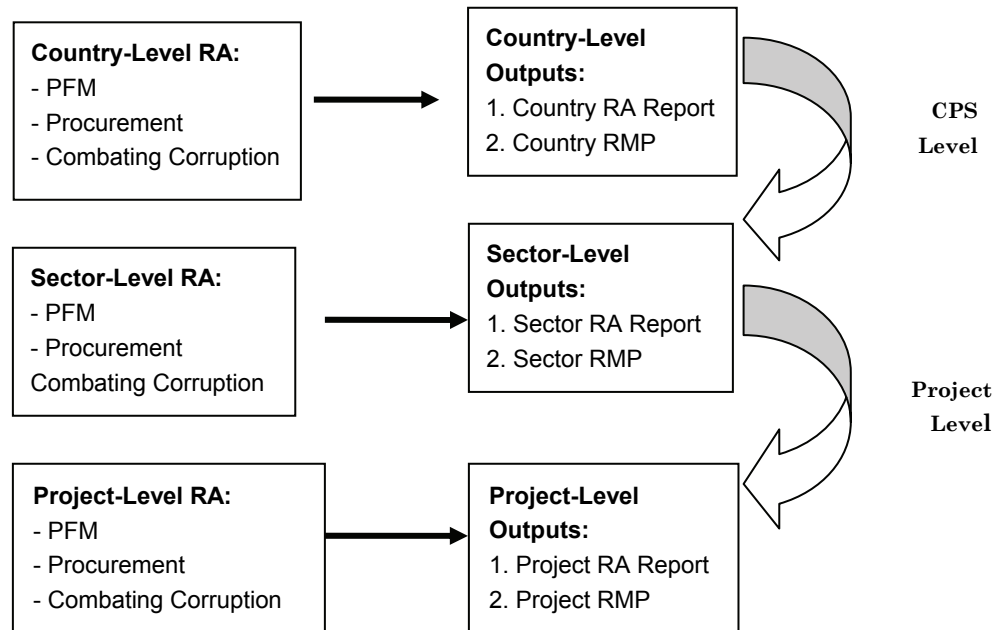 Country-Level RA:
- PFM
- Procurement
- Combating Corruption
Country-Level
Outputs:
1. Country RA Report
2. Country RMP
CPS
Level
Sector-Level RA:
- PFM
- Procurement
Combating Corruption
Sector-Level
Outputs:
1. Sector RA Report
2. Sector RMP
Project
Level
Project-Level RA:
- PFM
- Procurement
- Combating Corruption
Project-Level
Outputs:
1. Project RA Report
2. Project RMP